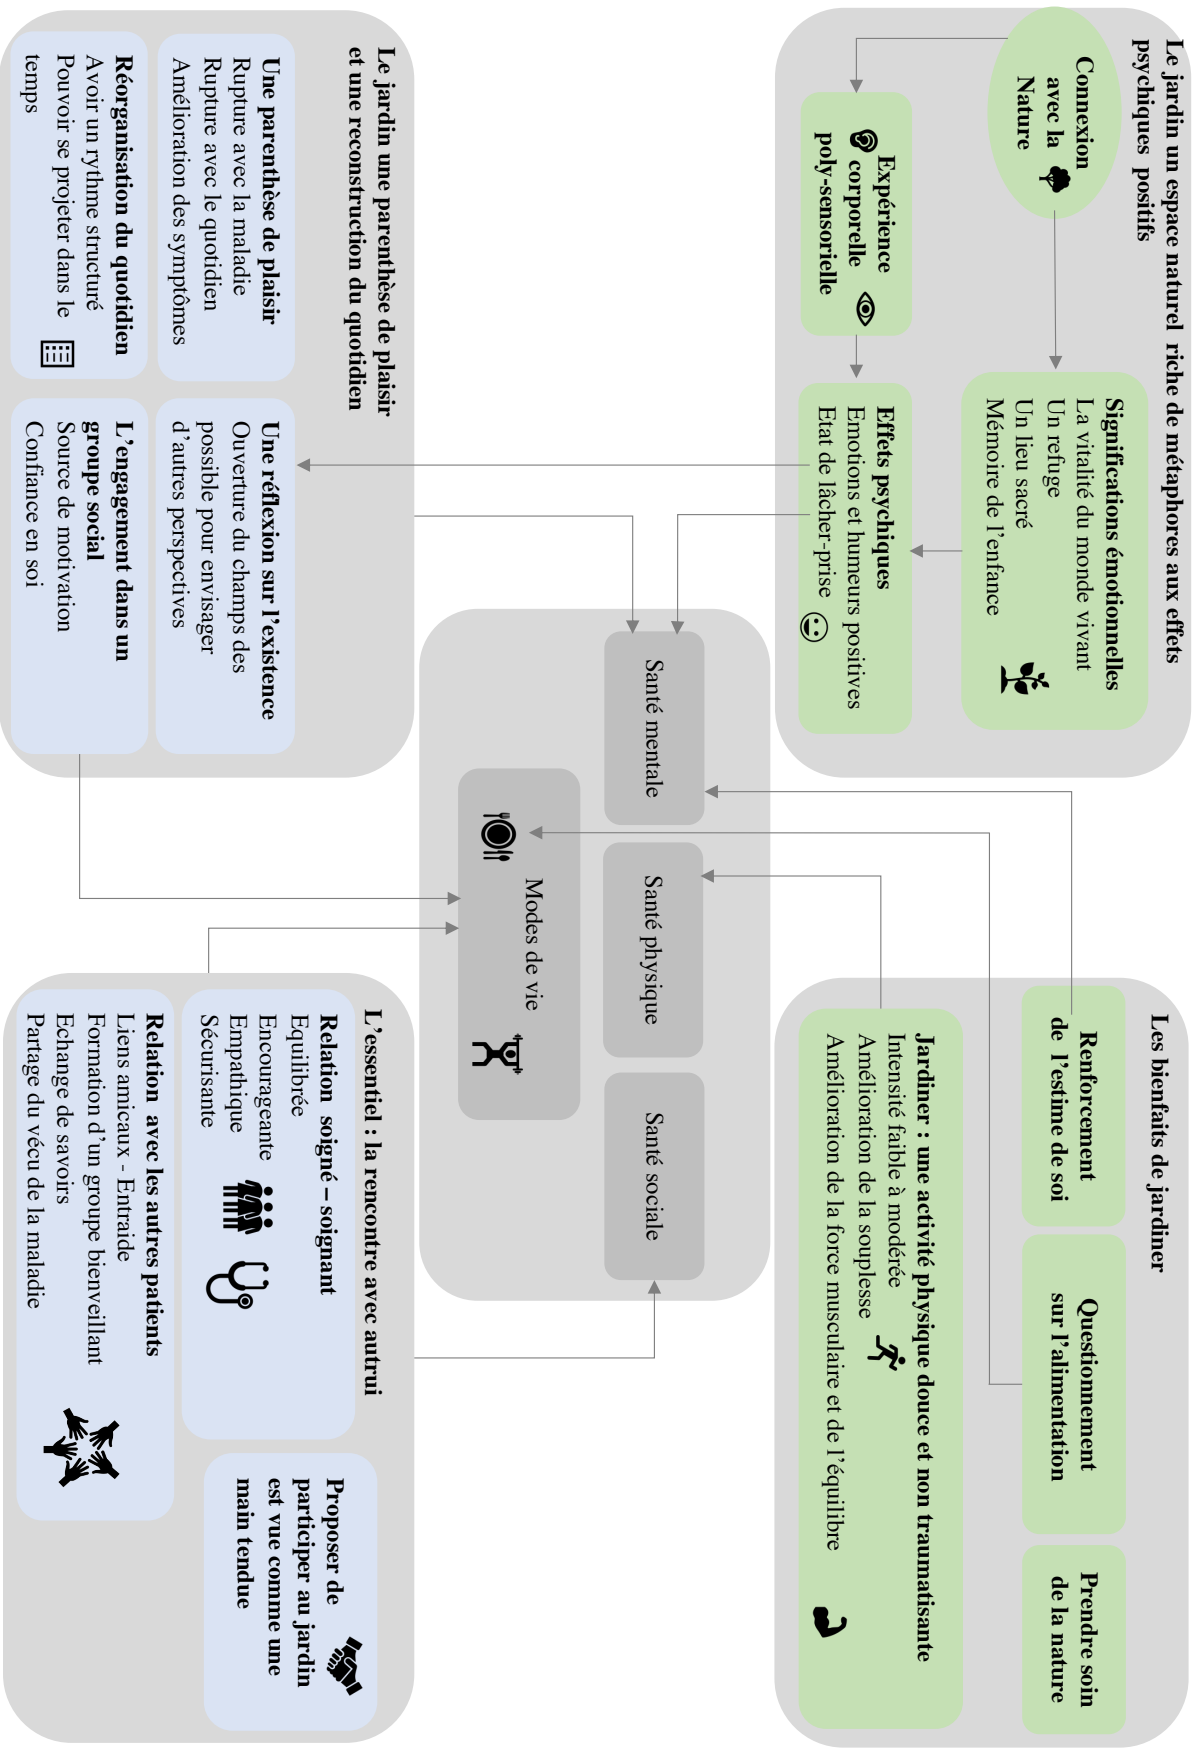 Le jardin un espace naturel  riche de métaphores aux effets
psychiques  positifs
Connexion
avec la
Nature
Significations émotionnelles
La vitalité du monde vivant
Un refuge
Un lieu sacré
Mémoire de l'enfance
Expérience
corporelle
poly-sensorielle
Effets psychiques
Emotions et humeurs positives
Etat de lâcher-prise
Les bienfaits de jardiner
Renforcement
de  l'estime de soi
Questionnement
sur l'alimentation
Prendre soin
de la nature
Jardiner : une activité physique douce et non traumatisante
Intensité faible à modérée
Amélioration de la souplesse
Amélioration de la force musculaire et de l'équilibre
Santé mentale
Santé physique
Santé sociale
Modes de vie
Le jardin une parenthèse de plaisir
et une reconstruction du quotidien
Une parenthèse de plaisir
Rupture avec la maladie
Rupture avec le quotidien
Amélioration des symptômes
Une réflexion sur l'existence
Ouverture du champs des
possible pour envisager
d'autres perspectives
Réorganisation du quotidien
Avoir un rythme structuré
Pouvoir se projeter dans le
temps
L'engagement dans un
groupe social
Source de motivation
Confiance en soi
L'essentiel : la rencontre avec autrui
Relation  soigné – soignant
Equilibrée
Encourageante
Empathique
Sécurisante
Proposer de
participer au jardin
est vue comme une
main tendue
Relation  avec les autres patients
Liens amicaux - Entraide
Formation d'un groupe bienveillant
Echange de savoirs
Partage du vécu de la maladie